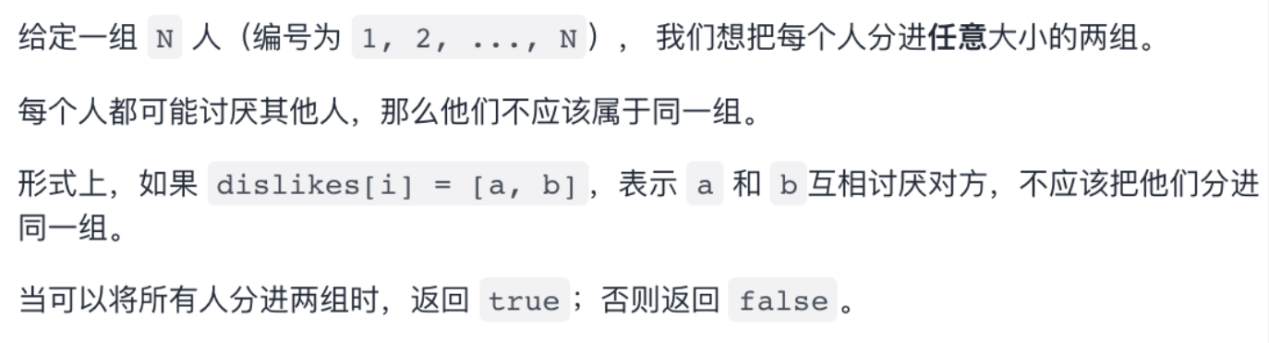 给定一组 N 人（编号为 1, 2, ..., N）， 我们想把每个人分进任意大小的两组。
每个人都可能讨厌其他人，那么他们不应该属于同一组。
形式上，如果 dislikes[i] = [a, b]，表示 a 和 b 互相讨厌对方，不应该把他们分进
同一组。
当可以将所有人分进两组时，返回 true；否则返回 false。